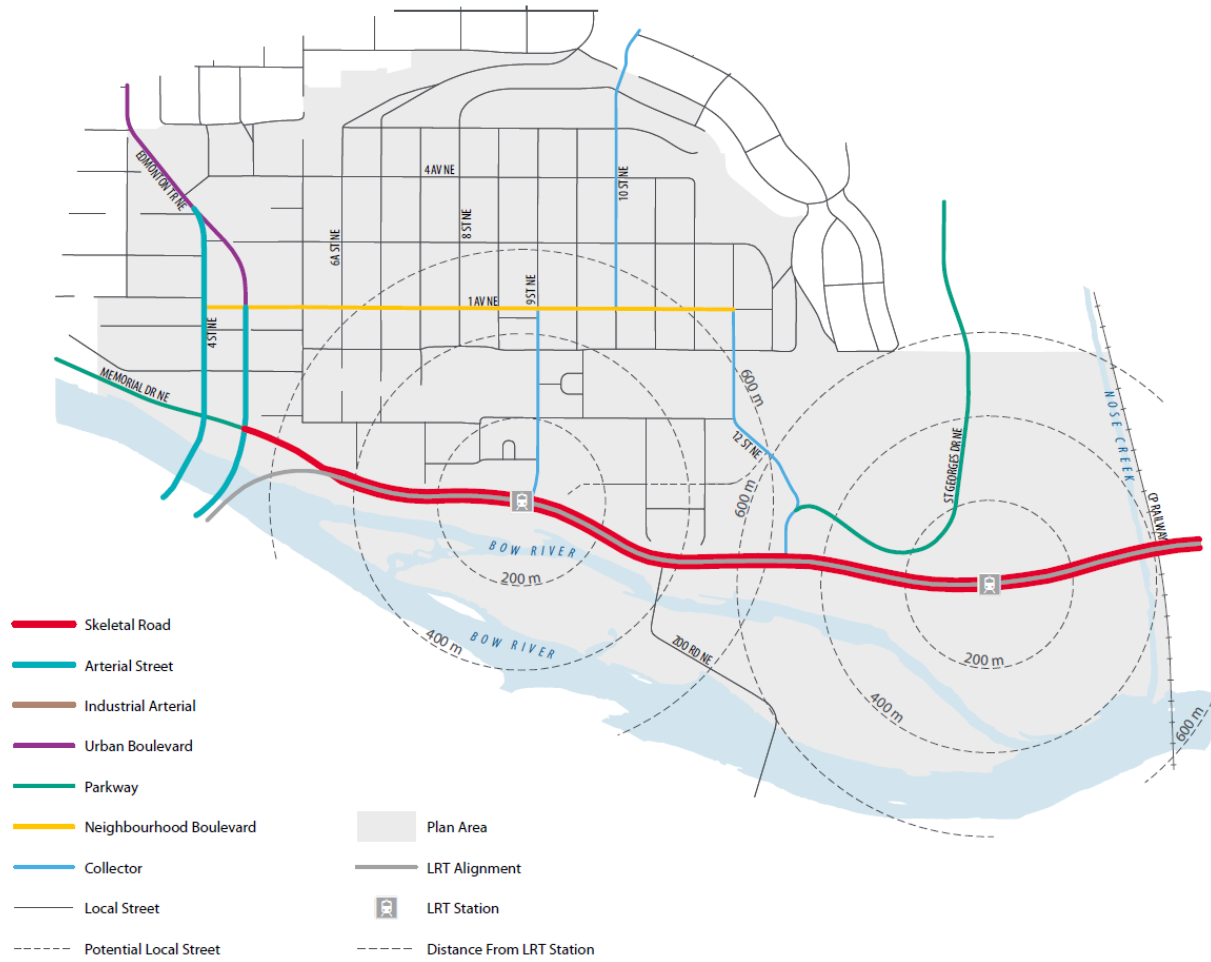 EDMONTON TR NE
4 AV NE
10 ST NE
8 ST NE
6A ST NE
9 ST NE
1 AV NE
4 ST NE
MEMORIAL DR NE
600 m
12 ST NE
600 m
ST GEORGES DR NE
NOSE CREEK
CP RAILWAY
BOW RIVER
200 m
400 m
BOW RIVER
ZOO RD NE
200 m
400 m
600 m
Skeletal Road
Arterial Street
Industrial Arterial
Urban Boulevard
Parkway
Neighbourhood Boulevard
Plan Area
Collector
LRT Alignment
Local Street
LRT Station
Potential Local Street
Distance From LRT Station